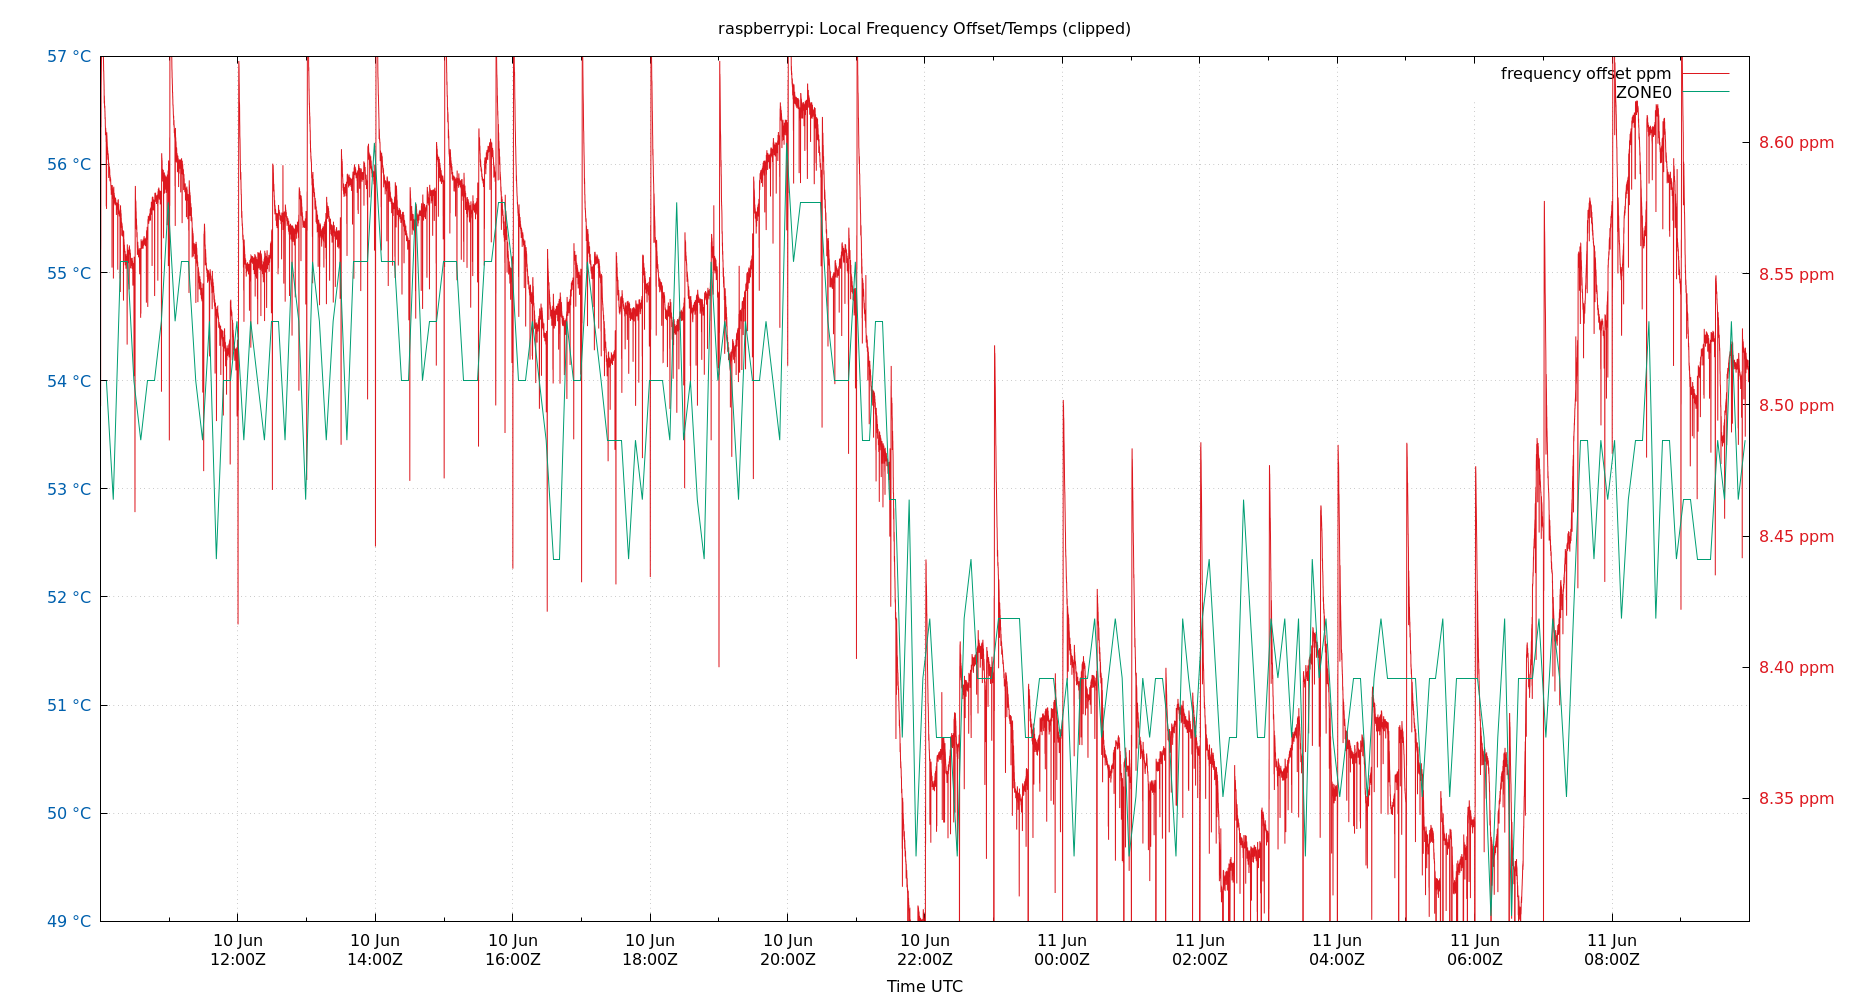 raspberrypi: Local Frequency Offset/Temps (clipped)
57 °C
56 °C
55 °C
54 °C
53 °C
52 °C
51 °C
50 °C
49 °C
frequency offset ppm
ZONE0
8.60 ppm
8.55 ppm
8.50 ppm
8.45 ppm
8.40 ppm
8.35 ppm
10 Jun
12:00Z
10 Jun
14:00Z
10 Jun
16:00Z
10 Jun
18:00Z
10 Jun
20:00Z
10 Jun
22:00Z
11 Jun
00:00Z
11 Jun
02:00Z
11 Jun
04:00Z
11 Jun
06:00Z
11 Jun
08:00Z
Time UTC